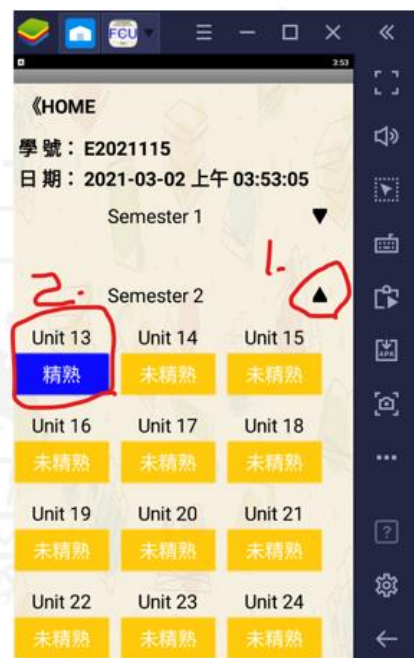 FCU
3:53
《HOME
學號：E2021115
日期：2021-03-02 上午 03:53:05
Semester 1 ▼
1.
2.
Semester 2 ▲
Unit 13 Unit 14 Unit 15
精熟 未精熟 未精熟
Unit 16 Unit 17 Unit 18
未精熟 未精熟 未精熟
Unit 19 Unit 20 Unit 21
未精熟 未精熟 未精熟
Unit 22 Unit 23 Unit 24
未精熟 未精熟 未精熟
APK